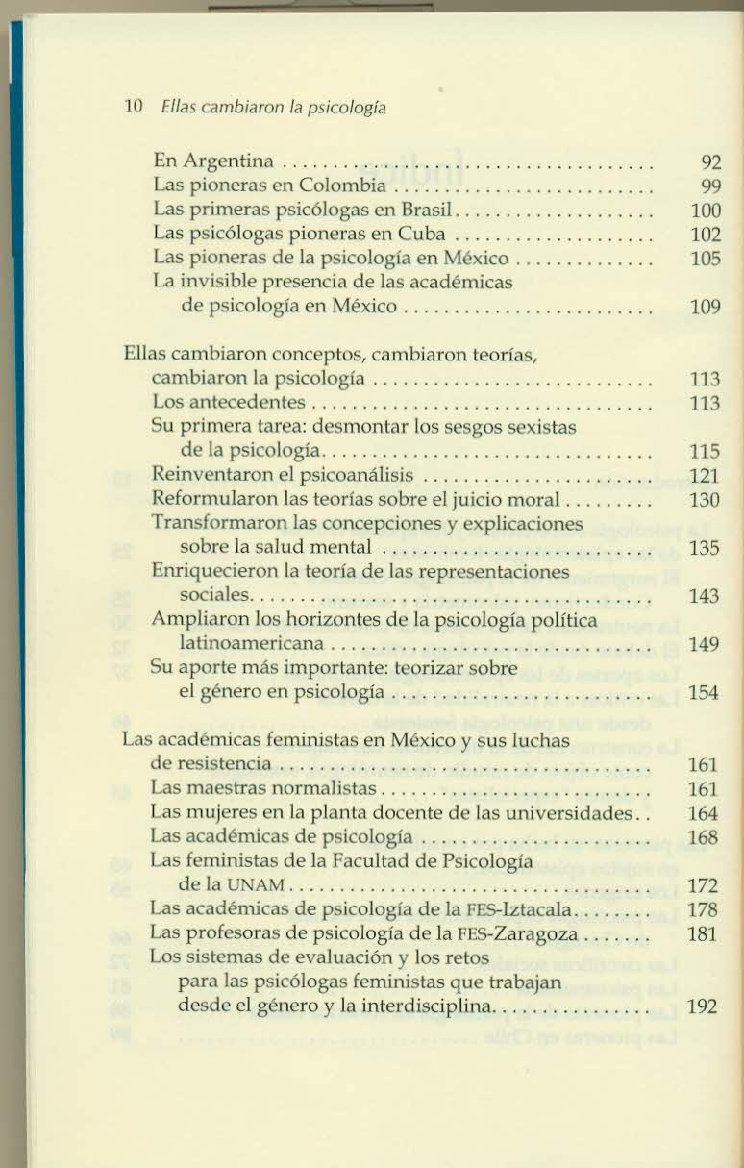 10 Ellas cambiaron la psicología
En Argentina . . . . . . . . . . . . . . . . . . . . . . . . . . . . . . . . . . . . 92
Las pioneras en Colombia . . . . . . . . . . . . . . . . . . . . . . . . . 99
Las primeras psicólogas en Brasil. . . . . . . . . . . . . . . . . . . 100
Las psicólogas pioneras en Cuba . . . . . . . . . . . . . . . . . . . 102
Las pioneras de la psicología en México . . . . . . . . . . . . . 105
La invisible presencia de las académicas
de psicología en México . . . . . . . . . . . . . . . . . . . . . . . . 109
Ellas cambiaron conceptos, cambiaron teorías,
cambiaron la psicología . . . . . . . . . . . . . . . . . . . . . . . . . . . 113
Los antecedentes . . . . . . . . . . . . . . . . . . . . . . . . . . . . . . . . . 113
Su primera tarea: desmontar los sesgos sexistas
de la psicología. . . . . . . . . . . . . . . . . . . . . . . . . . . . . . . . 115
Reinventaron el psicoanálisis . . . . . . . . . . . . . . . . . . . . . . 121
Reformularon las teorías sobre el juicio moral . . . . . . . . . 130
Transformaron las concepciones y explicaciones
sobre la salud mental . . . . . . . . . . . . . . . . . . . . . . . . . . 135
Enriquecieron la teoría de las representaciones
sociales. . . . . . . . . . . . . . . . . . . . . . . . . . . . . . . . . . . . . . . 143
Ampliaron los horizontes de la psicología política
latinoamericana . . . . . . . . . . . . . . . . . . . . . . . . . . . . . . . 149
Su aporte más importante: teorizar sobre
el género en psicología . . . . . . . . . . . . . . . . . . . . . . . . . 154
Las académicas feministas en México y sus luchas
de resistencia . . . . . . . . . . . . . . . . . . . . . . . . . . . . . . . . . . . . 161
Las maestras normalistas . . . . . . . . . . . . . . . . . . . . . . . . . . 161
Las mujeres en la planta docente de las universidades. . 164
Las académicas de psicología . . . . . . . . . . . . . . . . . . . . . . 168
Las feministas de la Facultad de Psicología
de la UNAM. . . . . . . . . . . . . . . . . . . . . . . . . . . . . . . . . . . 172
Las académicas de psicología de la FES-Iztacala. . . . . . . . 178
Las profesoras de psicología de la FES-Zaragoza . . . . . . . 181
Los sistemas de evaluación y los retos
para las psicólogas feministas que trabajan
desde el género y la interdisciplina. . . . . . . . . . . . . . . . 192